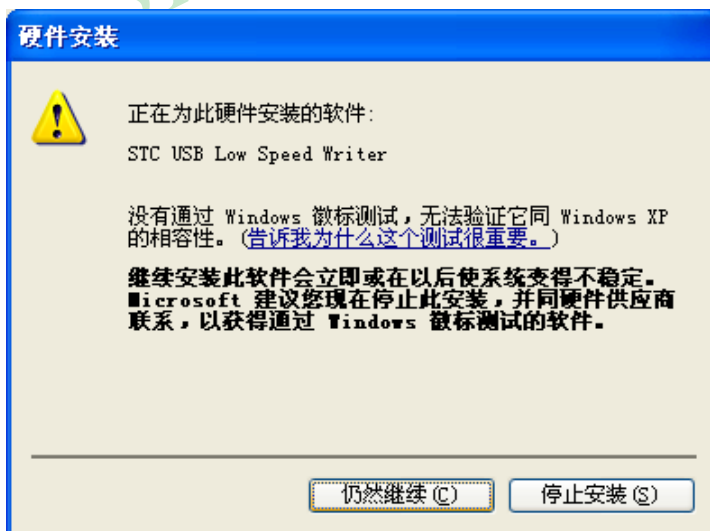 硬件安装
正在为此硬件安装的软件:
STC USB Low Speed Writer
没有通过 Windows 徽标测试，无法验证它同 Windows XP
的相容性。(告诉我为什么这个测试很重要。)
继续安装此软件会立即或在以后使系统变得不稳定。
Microsoft 建议您现在停止此安装，并同硬件供应商
联系，以获得通过 Windows 徽标测试的软件。
仍然继续(C)
停止安装(S)